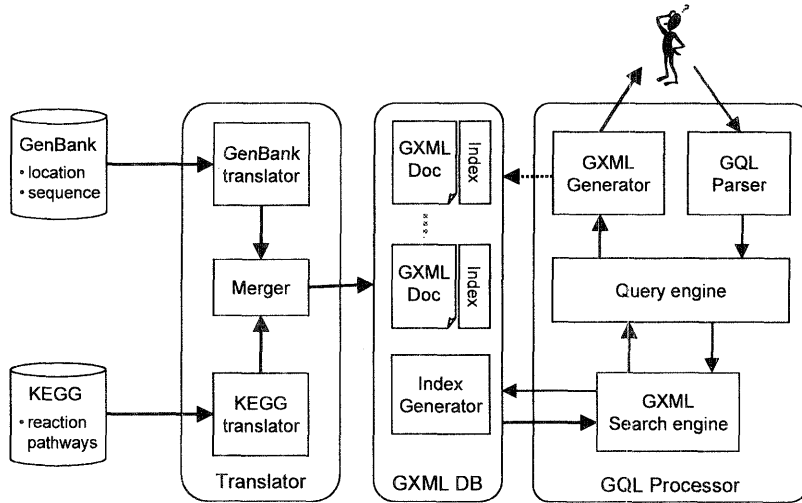 ?
GenBank
• location
• sequence
KEGG
• reaction
pathways
GenBank
translator
Merger
KEGG
translator
Translator
GXML
Doc
Index
GXML
Doc
Index
Index
Generator
GXML DB
GXML
Generator
GQL
Parser
Query engine
GXML
Search engine
GQL Processor